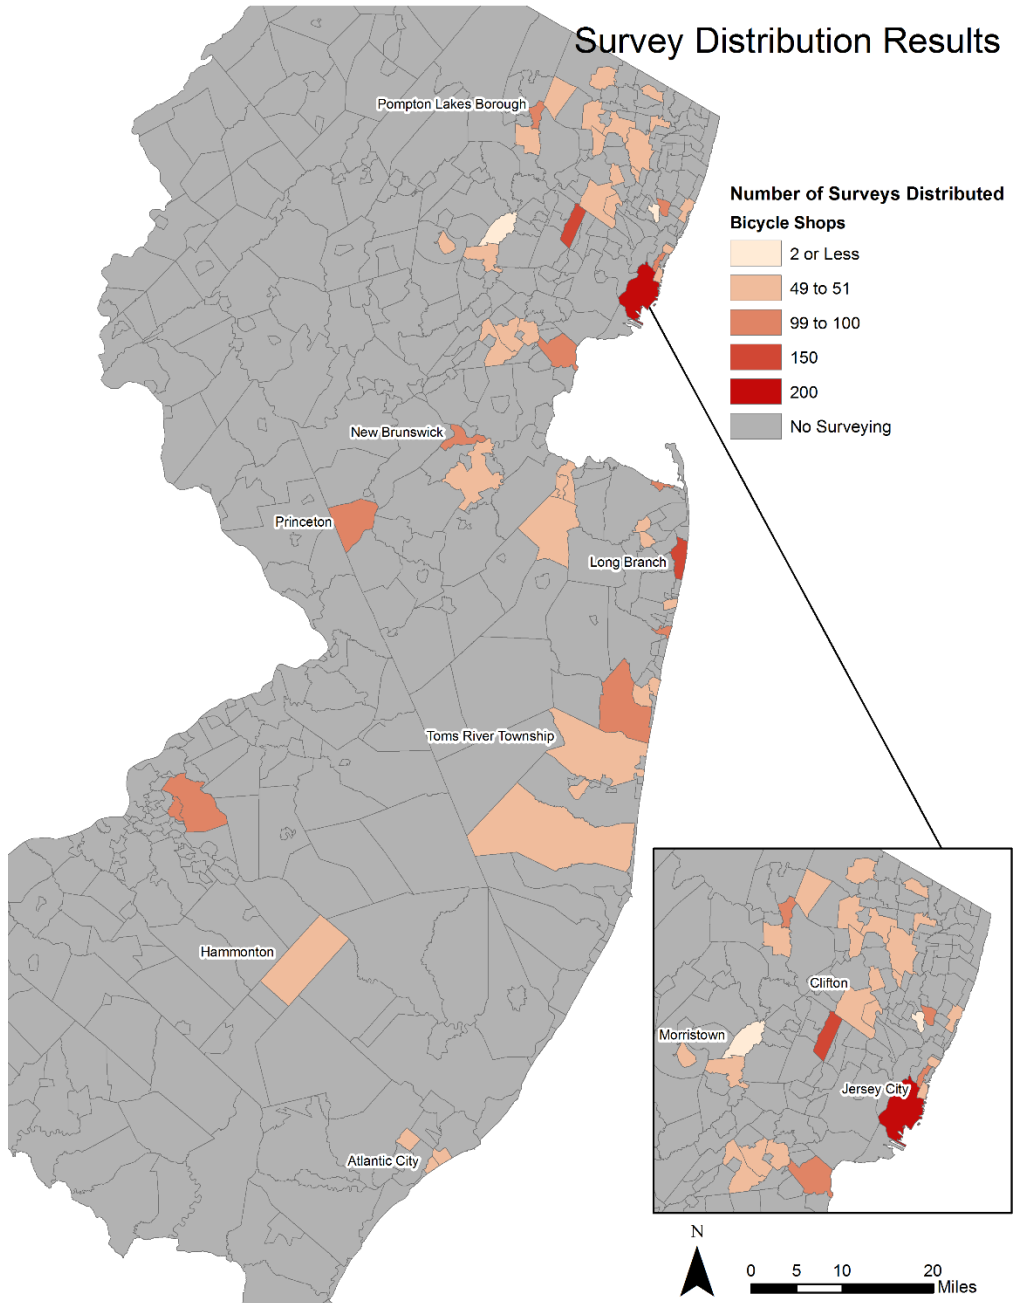 Survey Distribution Results
Pompton Lakes Borough
Number of Surveys Distributed
Bicycle Shops
2 or Less
49 to 51
99 to 100
150
200
No Surveying
New Brunswick
Princeton
Long Branch
Toms River Township
Hammonton
Atlantic City
Clifton
Morristown
Jersey City
N
0 5 10 20
Miles